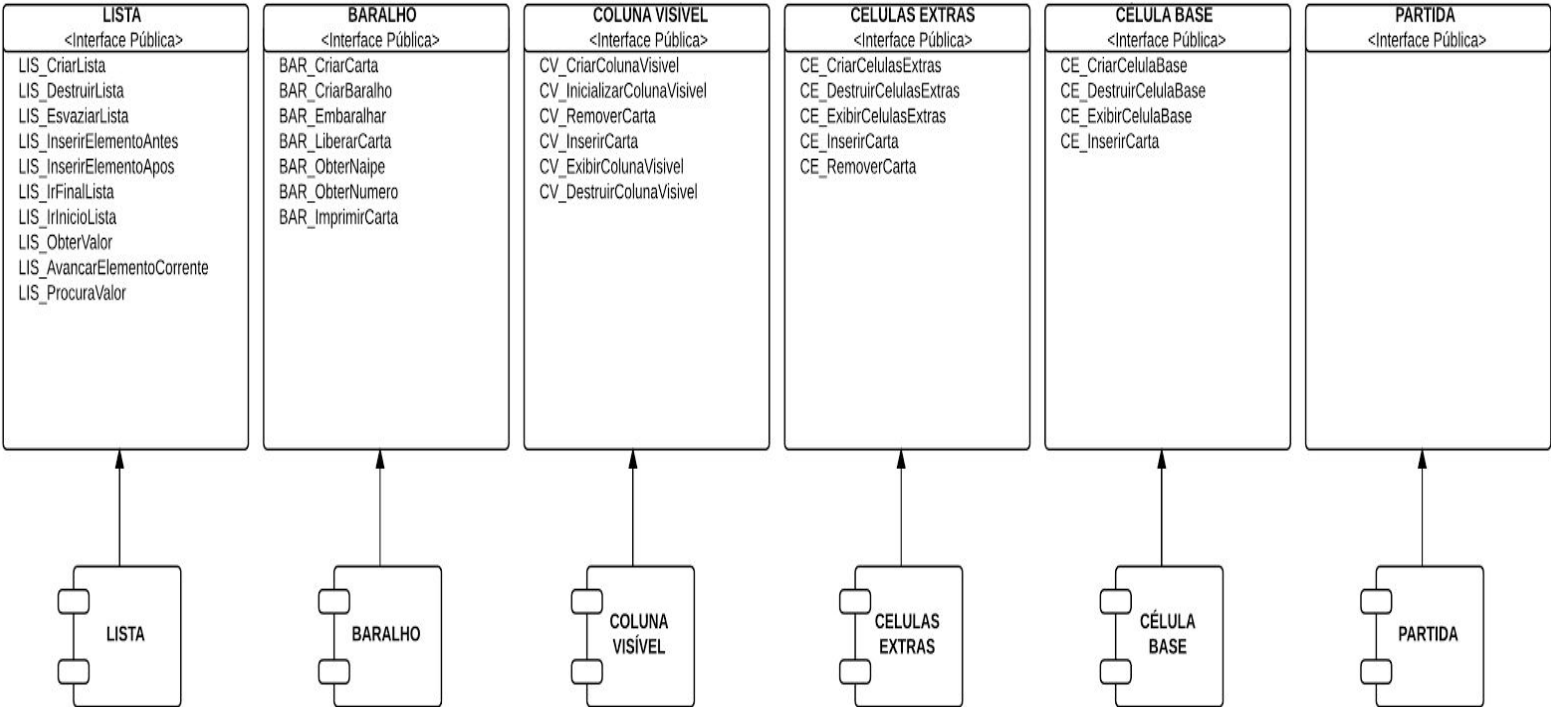 LISTA
<Interface Pública>
LIS_CriarLista
LIS_DestruirLista
LIS_EsvaziarLista
LIS_InserirElementoAntes
LIS_InserirElementoApos
LIS_IrFinalLista
LIS_IrInicioLista
LIS_ObterValor
LIS_AvancarElementoCorrente
LIS_ProcuraValor
BARALHO
<Interface Pública>
BAR_CriarCarta
BAR_CriarBaralho
BAR_Embaralhar
BAR_LiberarCarta
BAR_ObterNaipe
BAR_ObterNumero
BAR_ImprimirCarta
COLUNA VISÍVEL
<Interface Pública>
CV_CriarColunaVisivel
CV_InicializarColunaVisivel
CV_RemoverCarta
CV_InserirCarta
CV_ExibirColunaVisivel
CV_DestruirColunaVisivel
CELULAS EXTRAS
<Interface Pública>
CE_CriarCelulasExtras
CE_DestruirCelulasExtras
CE_ExibirCelulasExtras
CE_InserirCarta
CE_RemoverCarta
CÉLULA BASE
<Interface Pública>
CE_CriarCelulaBase
CE_DestruirCelulaBase
CE_ExibirCelulaBase
CE_InserirCarta
PARTIDA
<Interface Pública>
LISTA
BARALHO
COLUNA
VISÍVEL
CELULAS
EXTRAS
CÉLULA
BASE
PARTIDA